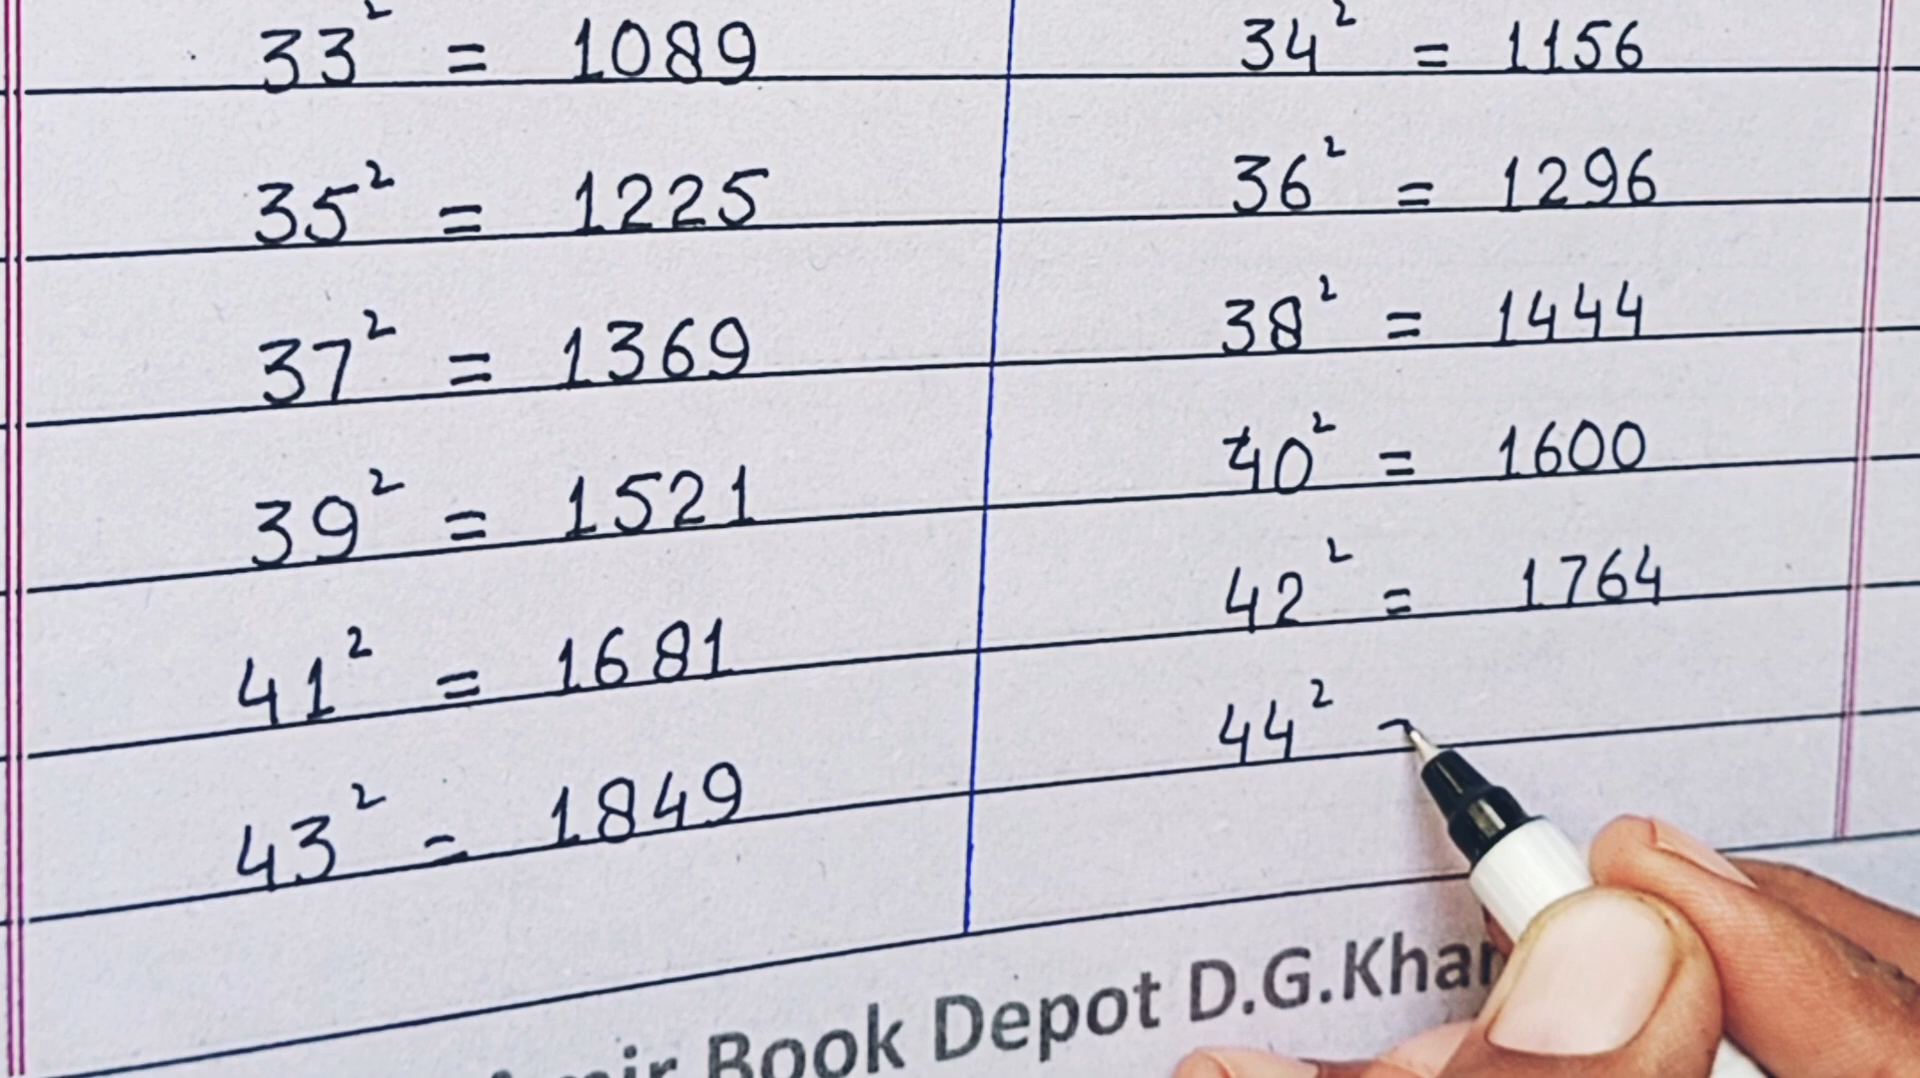 33² = 1089
34² = 1156
35² = 1225
36² = 1296
37² = 1369
38² = 1444
39² = 1521
40² = 1600
41² = 1681
42² = 1764
43² = 1849
44²
Book Depot D.G.Khan